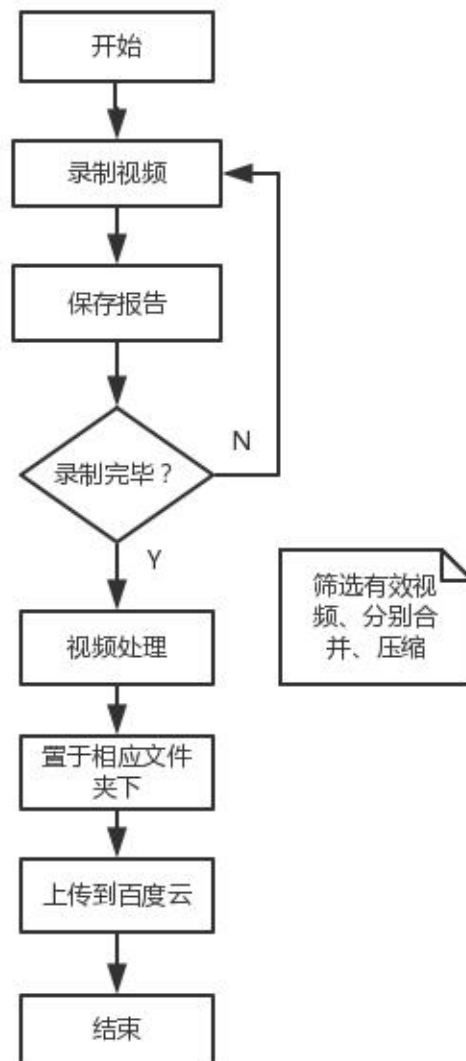 开始
录制视频
保存报告
录制完毕？
N
Y
筛选有效视
频、分别合
并、压缩
视频处理
置于相应文件
夹下
上传到百度云
结束